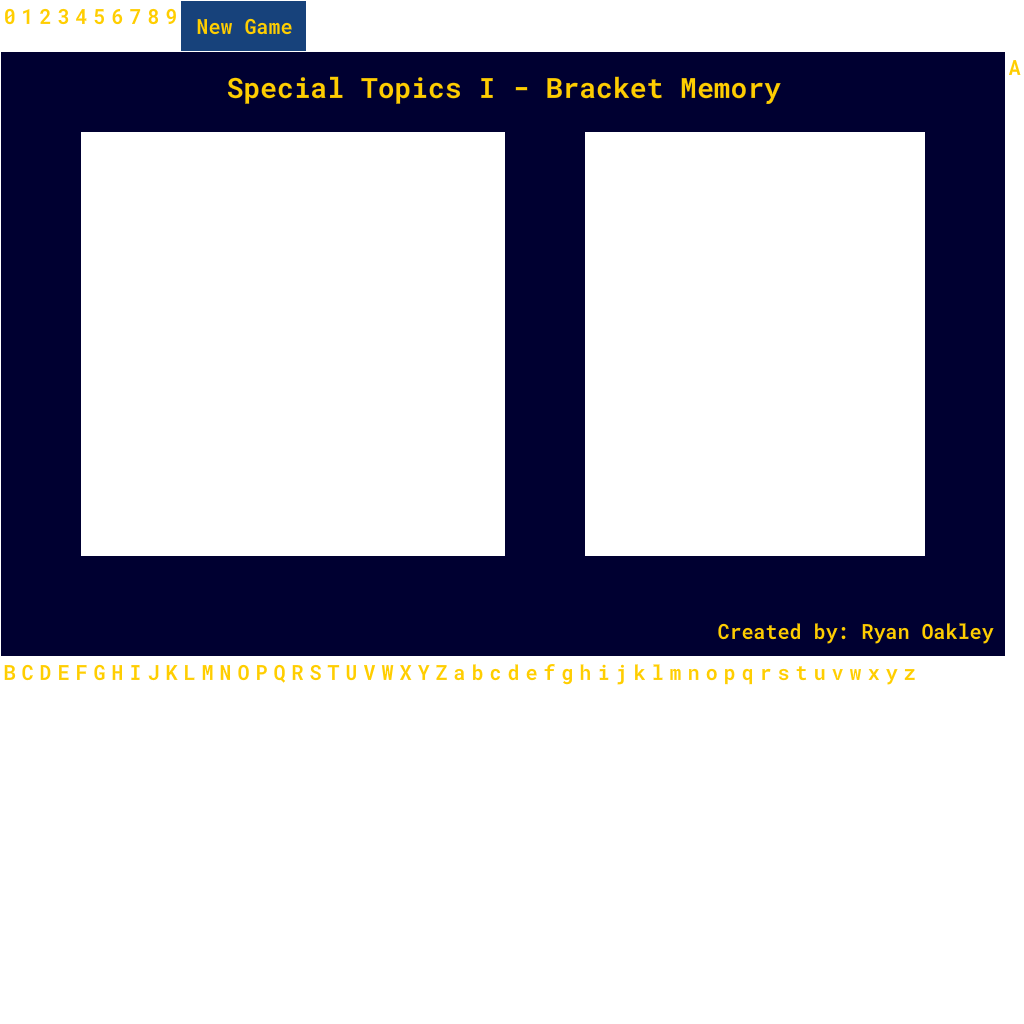 0 1 2 3 4 5 6 7 8 9 New Game
A
Special Topics I - Bracket Memory
Created by: Ryan Oakley
B C D E F G H I J K L M N O P Q R S T U V W X Y Z a b c d e f g h i j k l m n o p q r s t u v w x y z